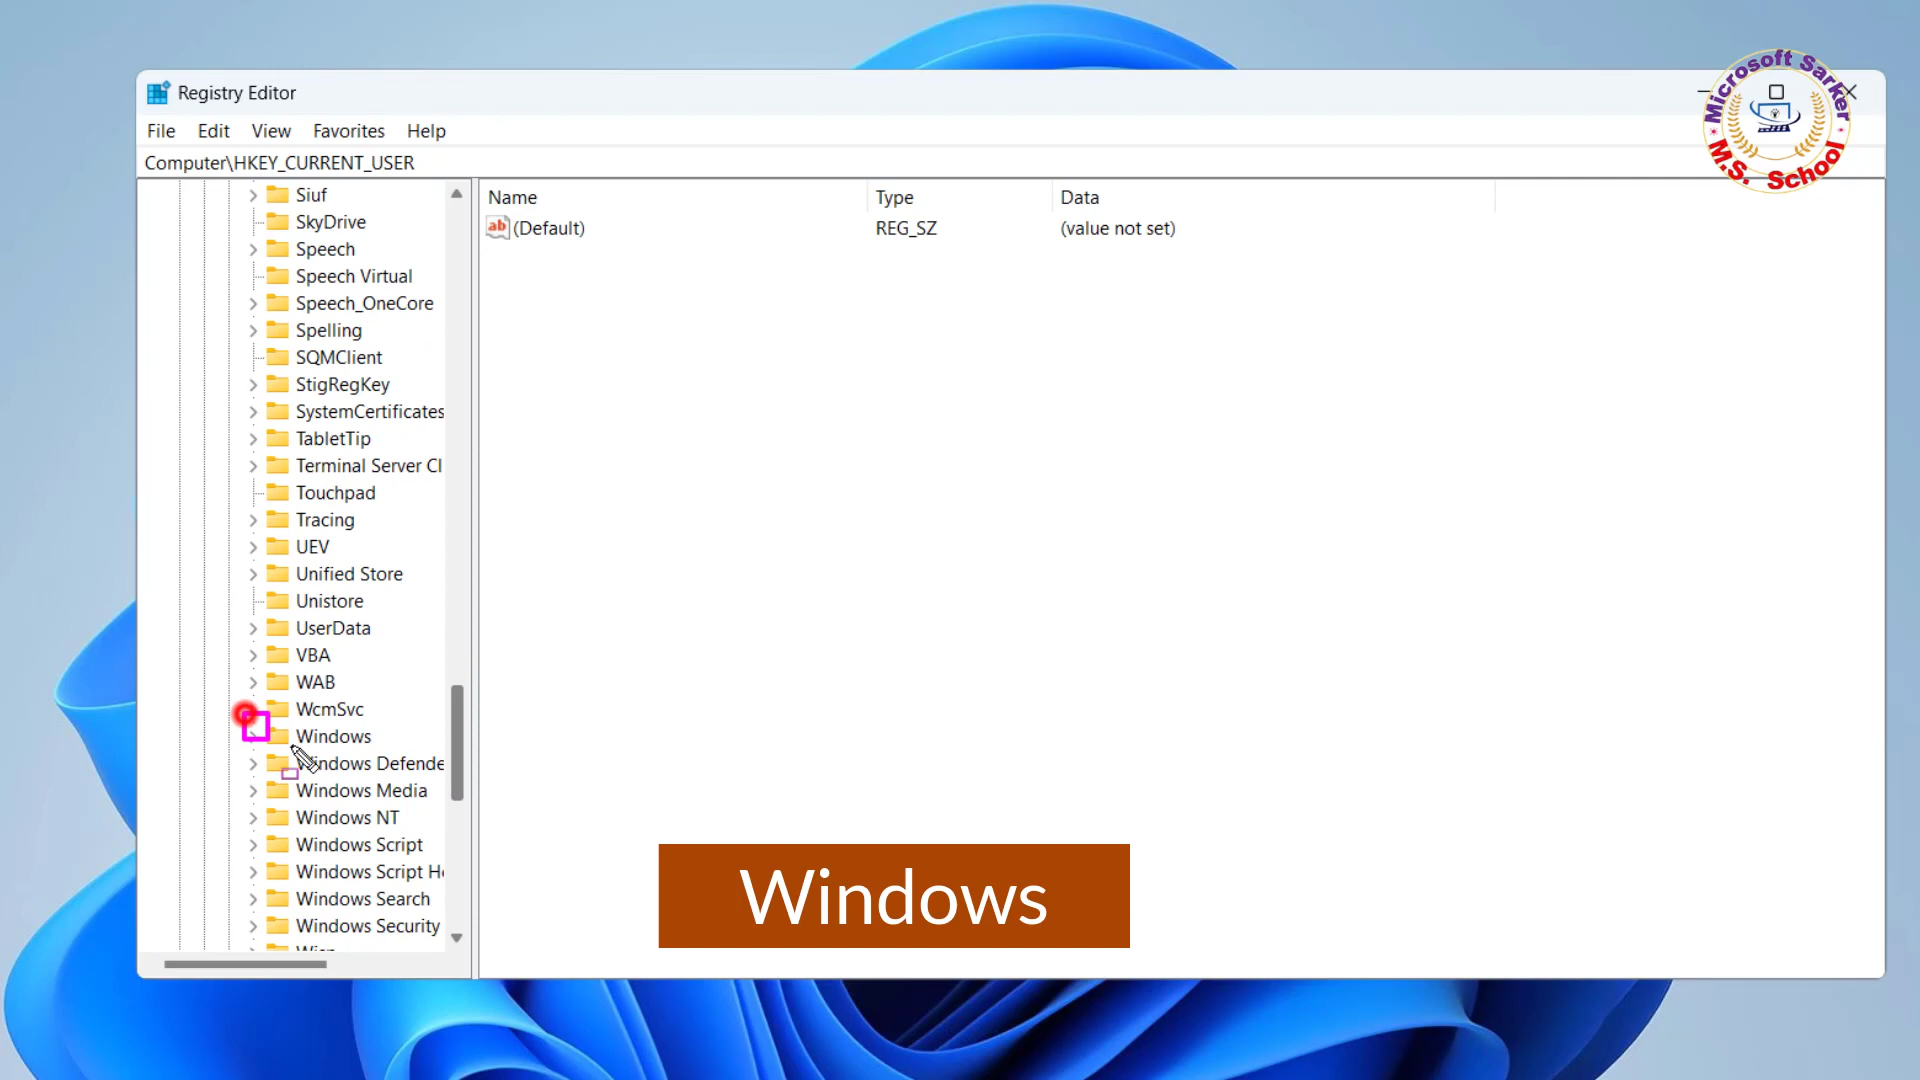 Microsoft Sarker
M.S. School
Registry Editor
File Edit View Favorites Help
Computer\HKEY_CURRENT_USER
Name Type Data
(Default) REG_SZ (value not set)
Siuf
SkyDrive
Speech
Speech Virtual
Speech_OneCore
Spelling
SQMClient
StigRegKey
SystemCertificates
TabletTip
Terminal Server Cl
Touchpad
Tracing
UEV
Unified Store
Unistore
UserData
VBA
WAB
WcmSvc
Windows
Windows Defende
Windows Media
Windows NT
Windows Script
Windows Script H
Windows Search
Windows Security
Windows